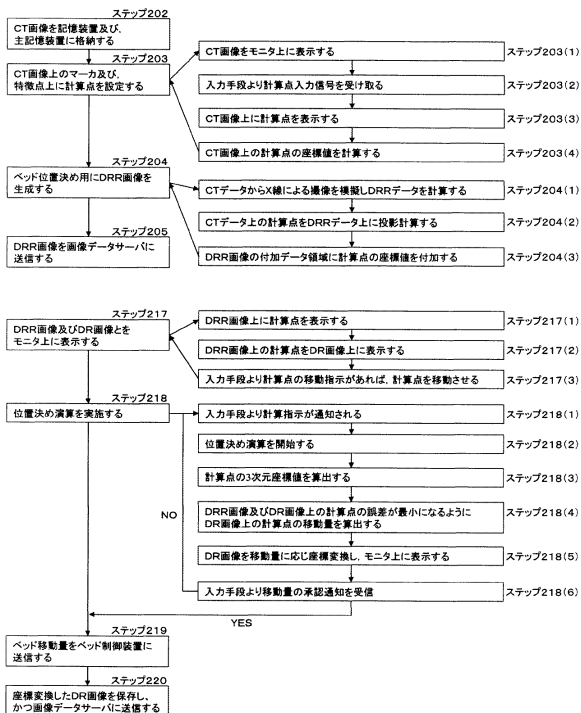 ステップ202
CT画像を記憶装置及び,
主記憶装置に格納する
ステップ203
CT画像上のマーカ及び,
特徴点上に計算点を設定する
CT画像をモニタ上に表示する
ステップ203(1)
入力手段より計算点入力信号を受け取る
ステップ203(2)
CT画像上に計算点を表示する
ステップ203(3)
CT画像上の計算点の座標値を計算する
ステップ203(4)
ステップ204
ベッド位置決め用にDRR画像を
生成する
CTデータからX線による撮像を模擬しDRRデータを計算する
ステップ204(1)
CTデータ上の計算点をDRRデータ上に投影計算する
ステップ204(2)
DRR画像の付加データ領域に計算点の座標値を付加する
ステップ204(3)
ステップ205
DRR画像を画像データサーバに
送信する
ステップ217
DRR画像及びDR画像とを
モニタ上に表示する
DRR画像上に計算点を表示する
ステップ217(1)
DRR画像上の計算点をDR画像上に表示する
ステップ217(2)
入力手段より計算点の移動指示があれば, 計算点を移動させる
ステップ217(3)
ステップ218
位置決め演算を実施する
入力手段より計算指示が通知される
ステップ218(1)
位置決め演算を開始する
ステップ218(2)
計算点の3次元座標値を算出する
ステップ218(3)
DRR画像及びDR画像上の計算点の誤差が最小になるように
DR画像上の計算点の移動量を算出する
ステップ218(4)
DR画像を移動量に応じ座標変換し, モニタ上に表示する
ステップ218(5)
入力手段より移動量の承認通知を受信
ステップ218(6)
NO
YES
ステップ219
ベッド移動量をベッド制御装置に
送信する
ステップ220
座標変換したDR画像を保存し、
かつ画像データサーバに送信する